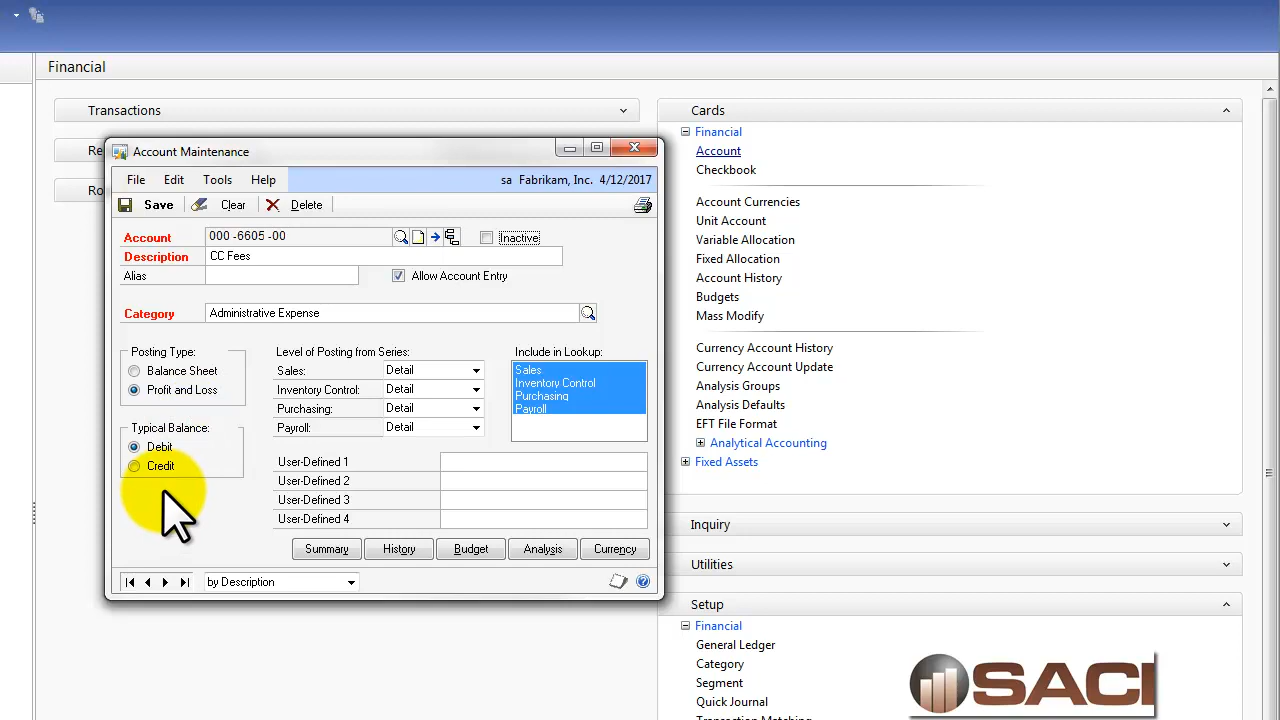 Financial
Transactions
Re
Ro
Account Maintenance
File Edit Tools Help
sa Fabrikam, Inc. 4/12/2017
Save Clear Delete
Account 000 -6605 -00 Inactive
Description CC Fees
Alias Allow Account Entry
Category Administrative Expense
Posting Type:
Balance Sheet
Profit and Loss
Typical Balance:
Debit
Credit
Level of Posting from Series:
Sales: Detail
Inventory Control: Detail
Purchasing: Detail
Payroll: Detail
Include in Lookup:
Sales
Inventory Control
Purchasing
Payroll
User-Defined 1
User-Defined 2
User-Defined 3
User-Defined 4
Summary History Budget Analysis Currency
by Description
Cards
Financial
Account
Checkbook
Account Currencies
Unit Account
Variable Allocation
Fixed Allocation
Account History
Budgets
Mass Modify
Currency Account History
Currency Account Update
Analysis Groups
Analysis Defaults
EFT File Format
Analytical Accounting
Fixed Assets
Inquiry
Utilities
Setup
Financial
General Ledger
Category
Segment
Quick Journal
Transaction Matching
SACI